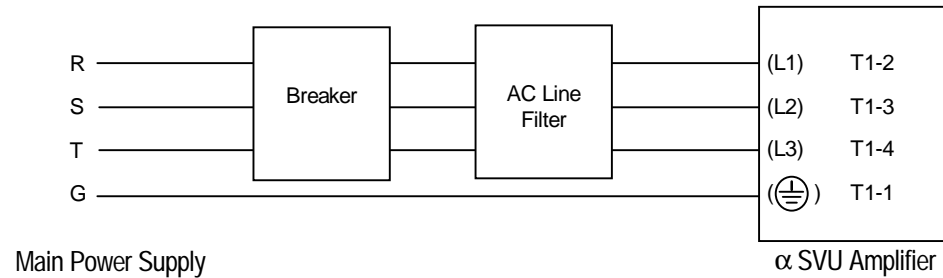 R
S
T
G
Breaker
AC Line
Filter
(L1) T1-2
(L2) T1-3
(L3) T1-4
(⏚) T1-1
Main Power Supply
α SVU Amplifier